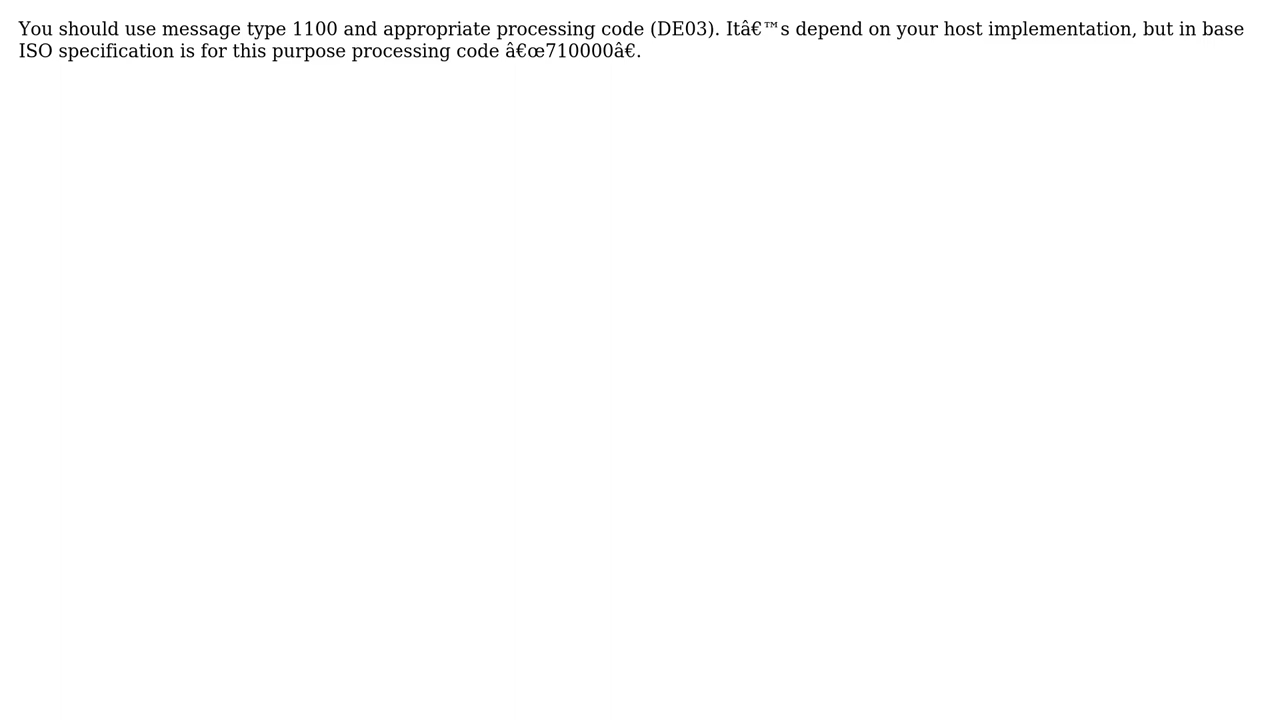 You should use message type 1100 and appropriate processing code (DE03). Itâ€™s depend on your host implementation, but in base
ISO specification is for this purpose processing code â€œ710000â€.